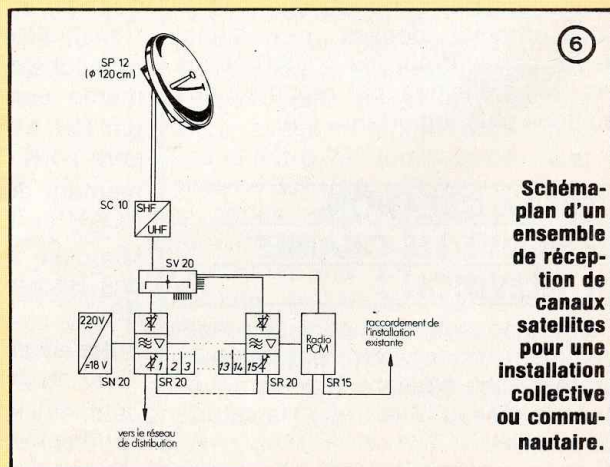 6
SP 12
(ϕ 120 cm)
SC 10
SHF
UHF
SV 20
220 V
~
=18 V
1 2 3 13 14 15
Radio
PCM
raccordement de
l'installation
existante
SN 20
SR 20
SR 20
SR 15
vers le réseau
de distribution
Schéma-
plan d'un
ensemble
de récep-
tion de
canaux
satellites
pour une
installation
collective
ou commu-
nautaire.